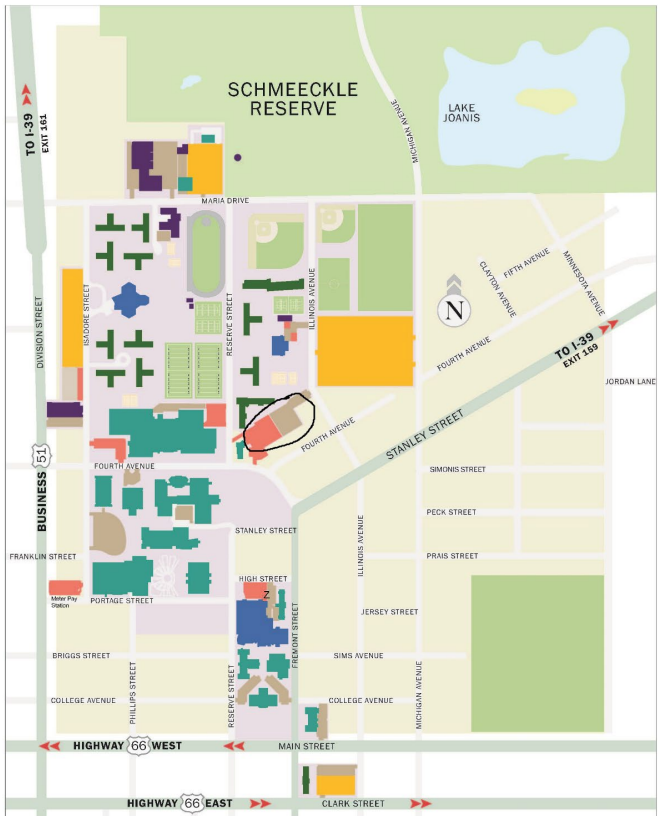 SCHMEECKLE
RESERVE
LAKE
JOANIS
MICHIGAN AVENUE
TO I-39
EXIT 161
MARIA DRIVE
DIVISION STREET
ISADORE STREET
RESERVE STREET
ILLINOIS AVENUE
FIFTH AVENUE
CLAYTON AVENUE
MINNESOTA AVENUE
N
FOURTH AVENUE
TO I-39
EXIT 159
JORDAN LANE
STANLEY STREET
FOURTH AVENUE
FOURTH AVENUE
BUSINESS 51
SIMONIS STREET
PECK STREET
STANLEY STREET
FRANKLIN STREET
PRAIS STREET
ILLINOIS AVENUE
HIGH STREET
Z
Meter Pay
Station
PORTAGE STREET
JERSEY STREET
FREMONT STREET
BRIGGS STREET
SIMS AVENUE
PHILLIPS STREET
RESERVE STREET
MICHIGAN AVENUE
COLLEGE AVENUE
COLLEGE AVENUE
HIGHWAY 66 WEST
MAIN STREET
HIGHWAY 66 EAST
CLARK STREET